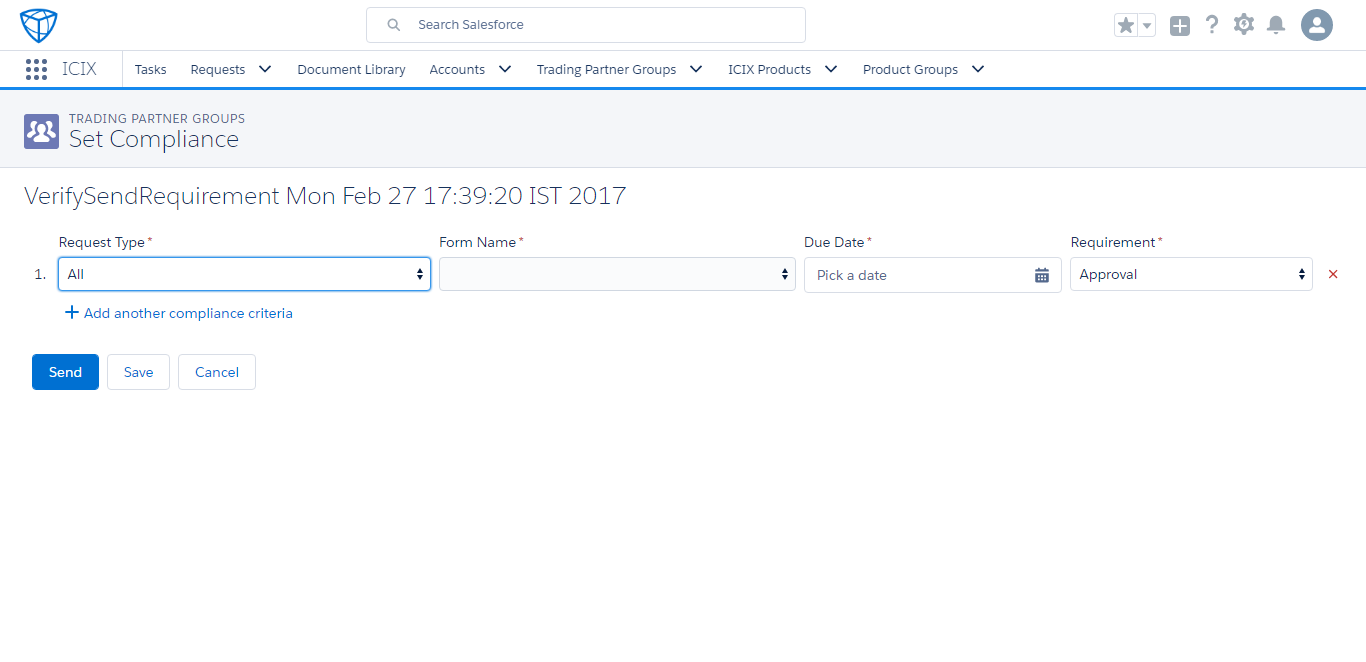 Search Salesforce
ICIX Tasks Requests Document Library Accounts Trading Partner Groups ICIX Products Product Groups
TRADING PARTNER GROUPS
Set Compliance
VerifySendRequirement Mon Feb 27 17:39:20 IST 2017
Request Type* Form Name* Due Date* Requirement*
1. All Pick a date Approval
Add another compliance criteria
Send Save Cancel